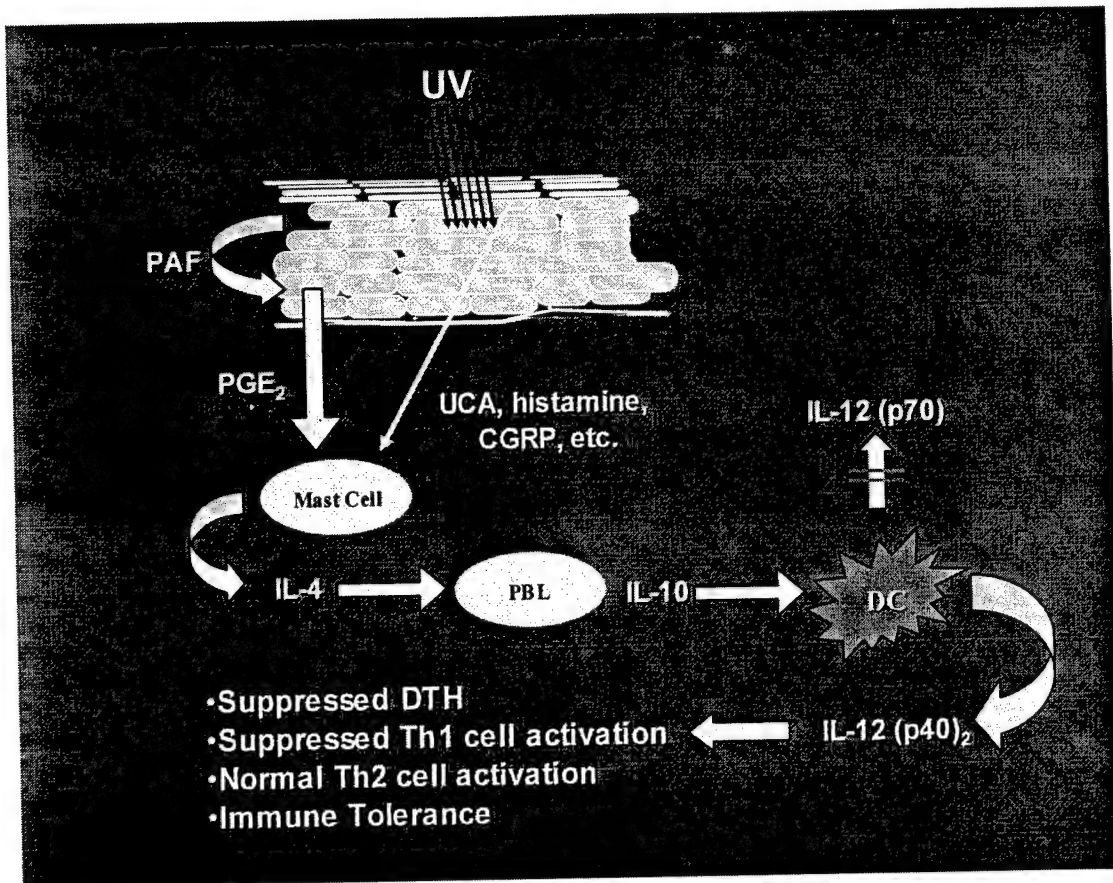 UV
PAF
PGE₂
UCA, histamine,
CGRP, etc.
IL-12 (p70)
Mast Cell
IL-4
PBL
IL-10
DC
IL-12 (p40)₂
•Suppressed DTH
•Suppressed Th1 cell activation
•Normal Th2 cell activation
•Immune Tolerance